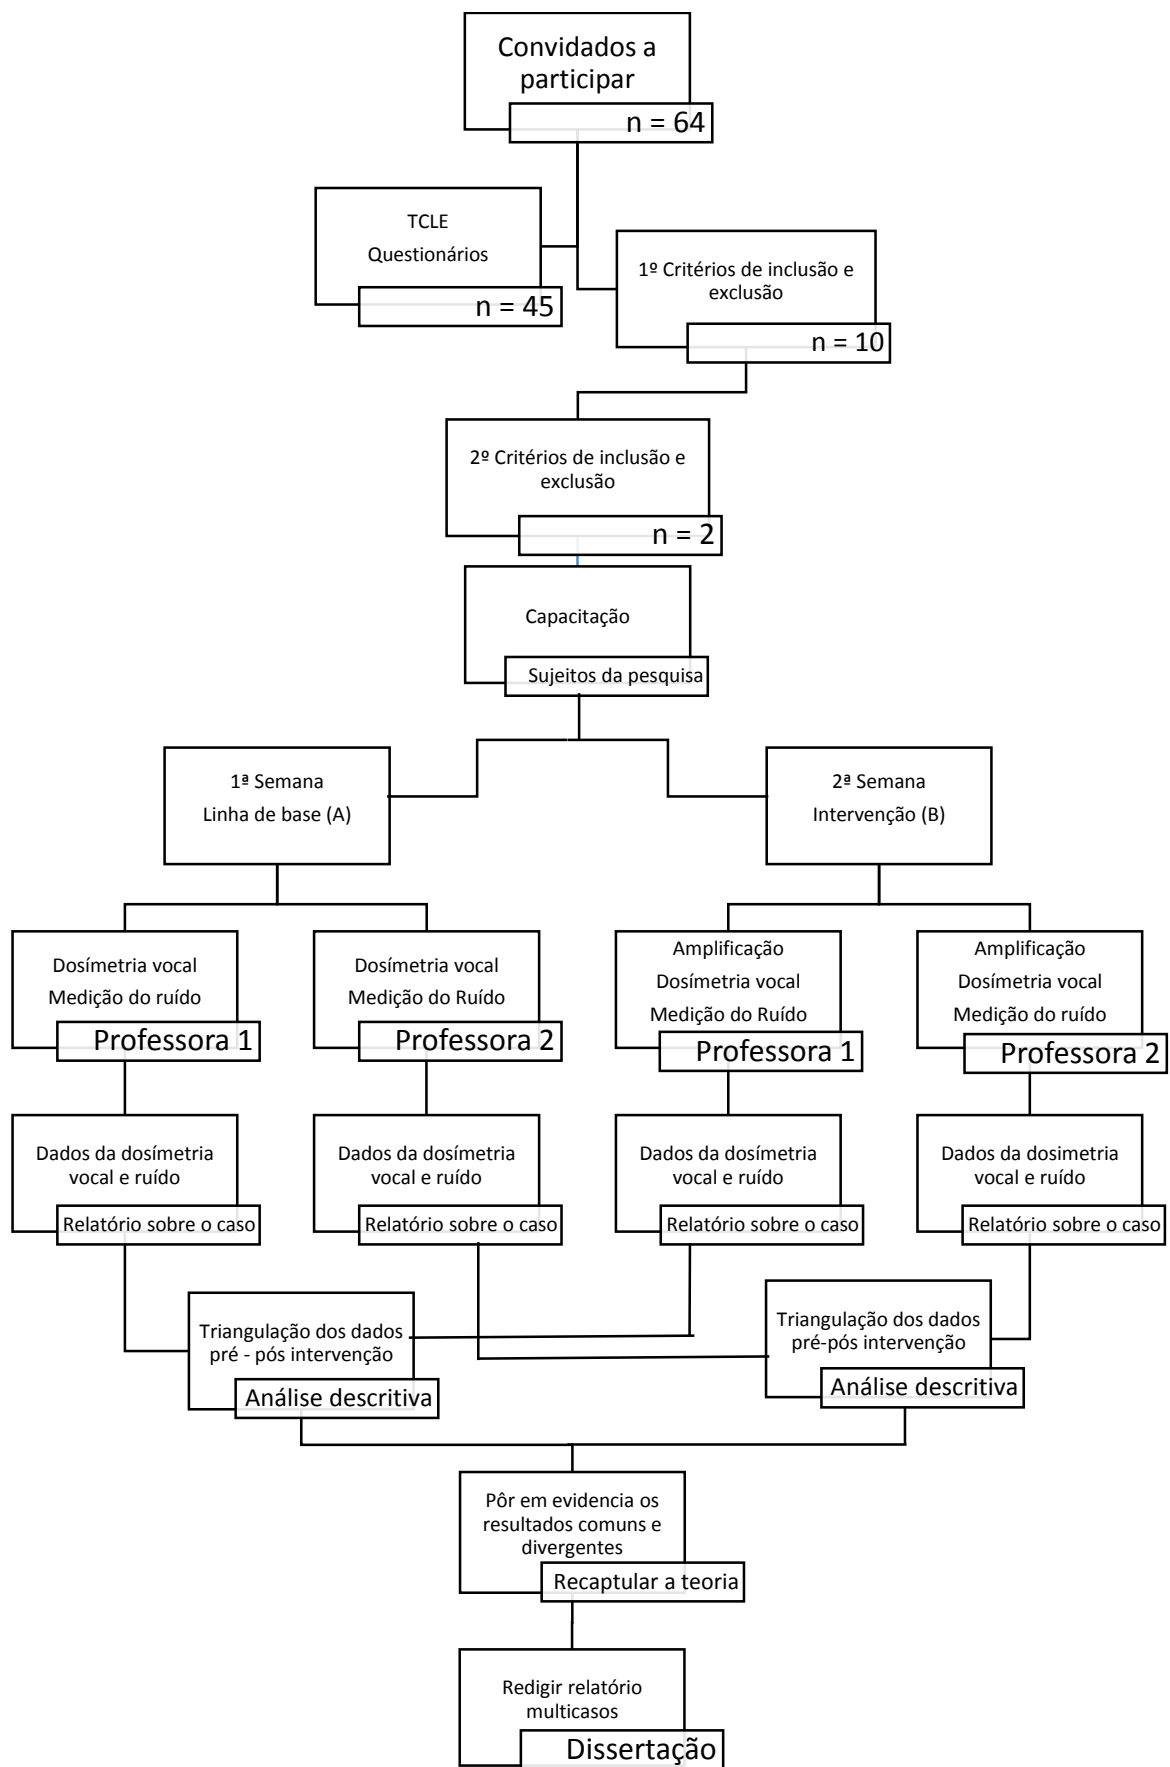 Convidados a
participar
n = 64
TCLE
Questionários
n = 45
1º Critérios de inclusão e
exclusão
n = 10
2º Critérios de inclusão e
exclusão
n = 2
Capacitação
Sujeitos da pesquisa
1ª Semana
Linha de base (A)
2ª Semana
Intervenção (B)
Dosímetria vocal
Medição do ruído
Professora 1
Dosímetria vocal
Medição do Ruído
Professora 2
Amplificação
Dosímetria vocal
Medição do Ruído
Professora 1
Amplificação
Dosímetria vocal
Medição do ruído
Professora 2
Dados da dosímetria
vocal e ruído
Relatório sobre o caso
Dados da dosímetria
vocal e ruído
Relatório sobre o caso
Dados da dosímetria
vocal e ruído
Relatório sobre o caso
Dados da dosimetria
vocal e ruído
Relatório sobre o caso
Triangulação dos dados
pré - pós intervenção
Análise descritiva
Triangulação dos dados
pré-pós intervenção
Análise descritiva
Pôr em evidencia os
resultados comuns e
divergentes
Recaptular a teoria
Redigir relatório
multicasos
Dissertação